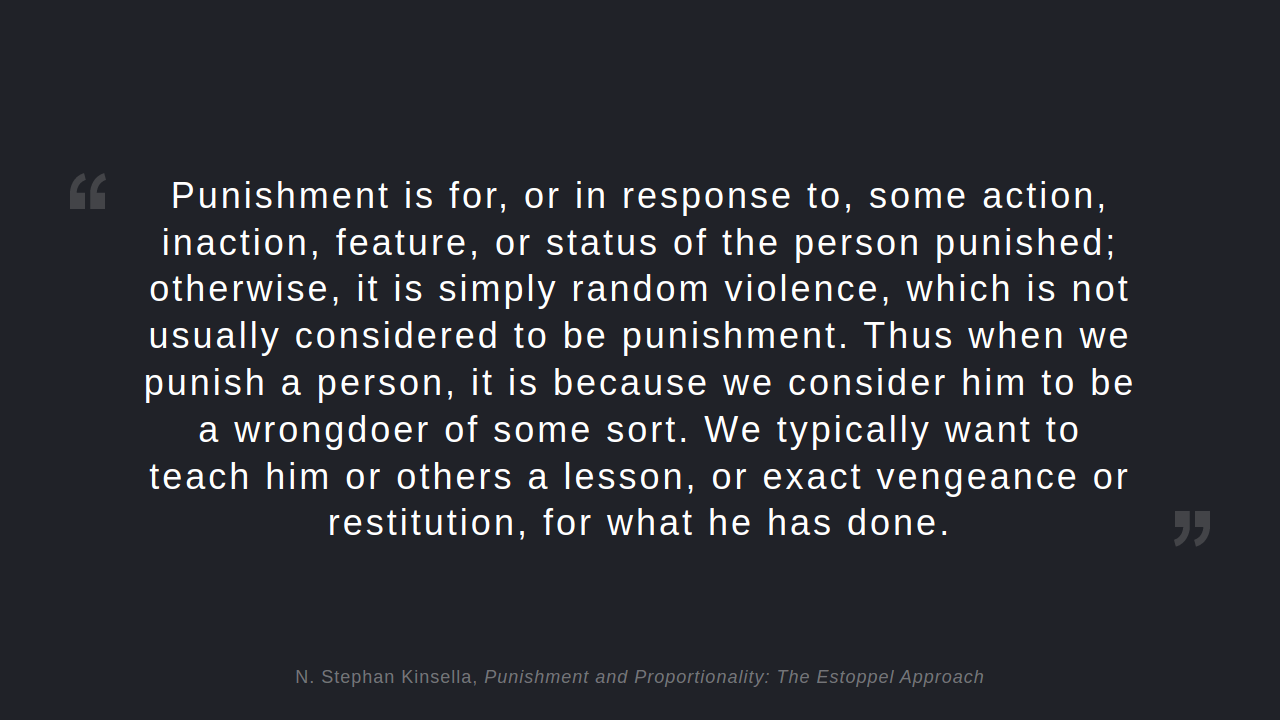 “
Punishment is for, or in response to, some action,
inaction, feature, or status of the person punished;
otherwise, it is simply random violence, which is not
usually considered to be punishment. Thus when we
punish a person, it is because we consider him to be
a wrongdoer of some sort. We typically want to
teach him or others a lesson, or exact vengeance or
restitution, for what he has done.
”
N. Stephan Kinsella, Punishment and Proportionality: The Estoppel Approach